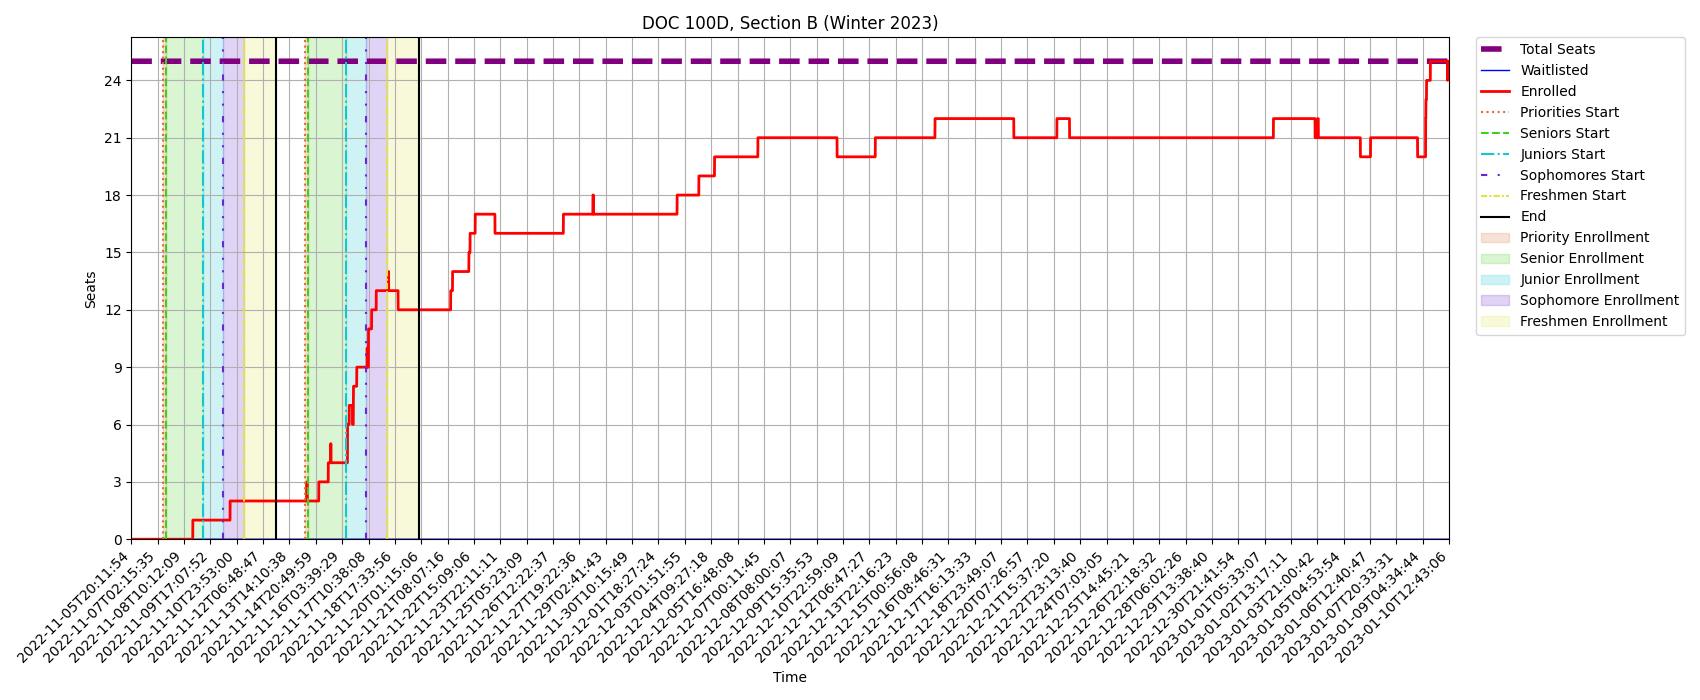 DOC 100D, Section B (Winter 2023)
Total Seats
Waitlisted
Enrolled
Priorities Start
Seniors Start
Juniors Start
Sophomores Start
Freshmen Start
End
Priority Enrollment
Senior Enrollment
Junior Enrollment
Sophomore Enrollment
Freshmen Enrollment
Seats
24
21
18
15
12
9
6
3
0
2022-11-05T20:11:54
2022-11-07T02:15:35
2022-11-08T10:12:09
2022-11-09T17:07:52
2022-11-10T23:53:00
2022-11-12T06:48:47
2022-11-13T14:10:38
2022-11-14T20:49:59
2022-11-16T03:39:29
2022-11-17T10:38:08
2022-11-18T17:33:56
2022-11-20T01:15:06
2022-11-21T08:07:16
2022-11-22T15:09:06
2022-11-23T22:11:11
2022-11-25T05:23:09
2022-11-26T12:22:37
2022-11-27T19:22:36
2022-11-29T02:41:43
2022-11-30T10:15:49
2022-12-01T18:27:24
2022-12-03T01:51:55
2022-12-04T09:27:18
2022-12-05T16:48:05
2022-12-07T00:11:45
2022-12-08T08:00:07
2022-12-09T15:35:53
2022-12-10T22:59:09
2022-12-12T06:47:27
2022-12-13T22:16:23
2022-12-15T00:56:08
2022-12-16T08:46:31
2022-12-17T16:13:33
2022-12-18T23:49:07
2022-12-20T07:26:57
2022-12-21T15:37:20
2022-12-22T23:13:40
2022-12-24T07:03:05
2022-12-25T14:45:21
2022-12-26T22:18:32
2022-12-28T06:02:26
2022-12-29T13:38:40
2022-12-30T21:41:54
2023-01-01T05:33:07
2023-01-02T13:17:11
2023-01-03T21:00:42
2023-01-05T04:53:54
2023-01-06T12:40:47
2023-01-07T20:33:31
2023-01-09T04:34:44
2023-01-10T12:43:06
Time